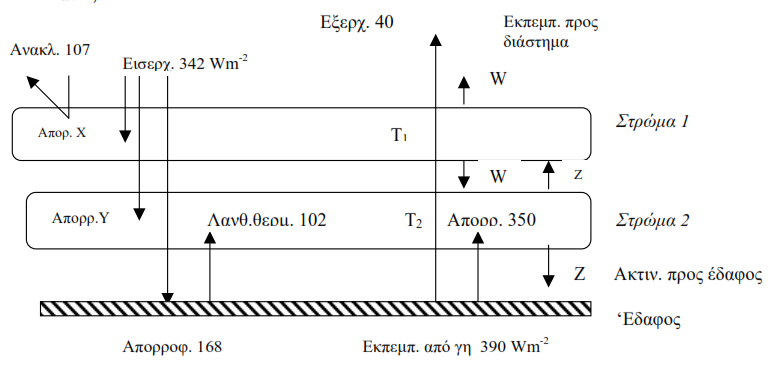 Εξερχ. 40
Εκπεμπ. προς
διάστημα
Ανακλ. 107
Εισερχ. 342 Wm-2
W
Απορ. Χ
T1
Στρώμα 1
W
Z
Απορρ.Υ
Λανθ.θερμ. 102
T2
Απορρ. 350
Στρώμα 2
Z
Ακτιν. προς έδαφος
‘Εδαφος
Απορροφ. 168
Εκπεμπ. από γη 390 Wm-2